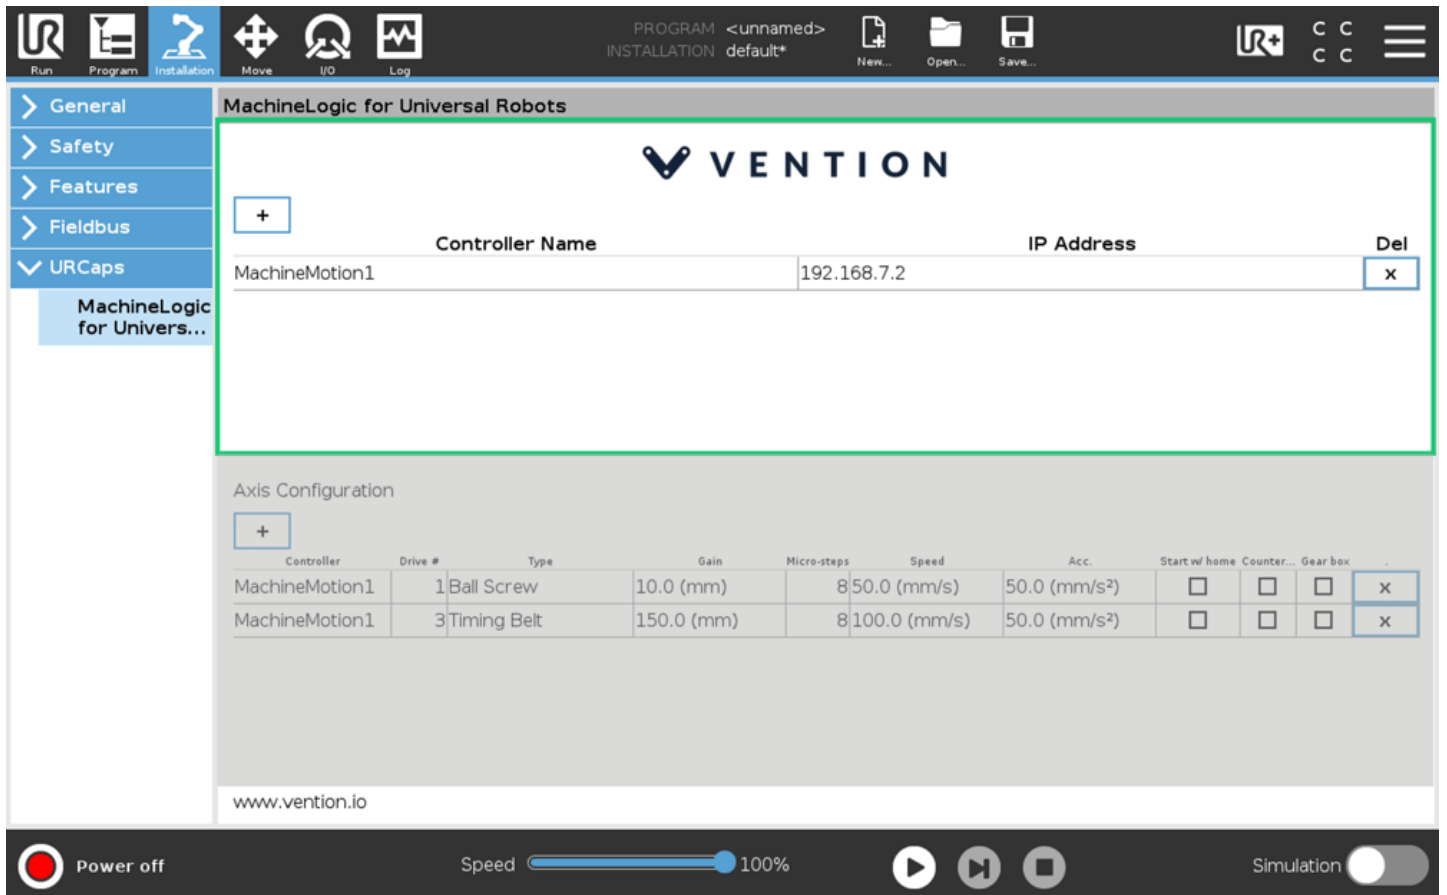 PROGRAM <unnamed>
INSTALLATION default*
Run Program Installation Move I/O Log New... Open... Save...
UR UR+ C C
C C
General
MachineLogic for Universal Robots
Safety
Features
Fieldbus
URCaps
MachineLogic
for Univers...
VENTION
+
Controller Name IP Address Del
MachineMotion1 192.168.7.2 x
Axis Configuration
+
Controller Drive # Type Gain Micro-steps Speed Acc. Start w/ home Counter... Gear box .
MachineMotion1 1 Ball Screw 10.0 (mm) 8 50.0 (mm/s) 50.0 (mm/s²) x
MachineMotion1 3 Timing Belt 150.0 (mm) 8 100.0 (mm/s) 50.0 (mm/s²) x
www.vention.io
Power off Speed 100% Simulation